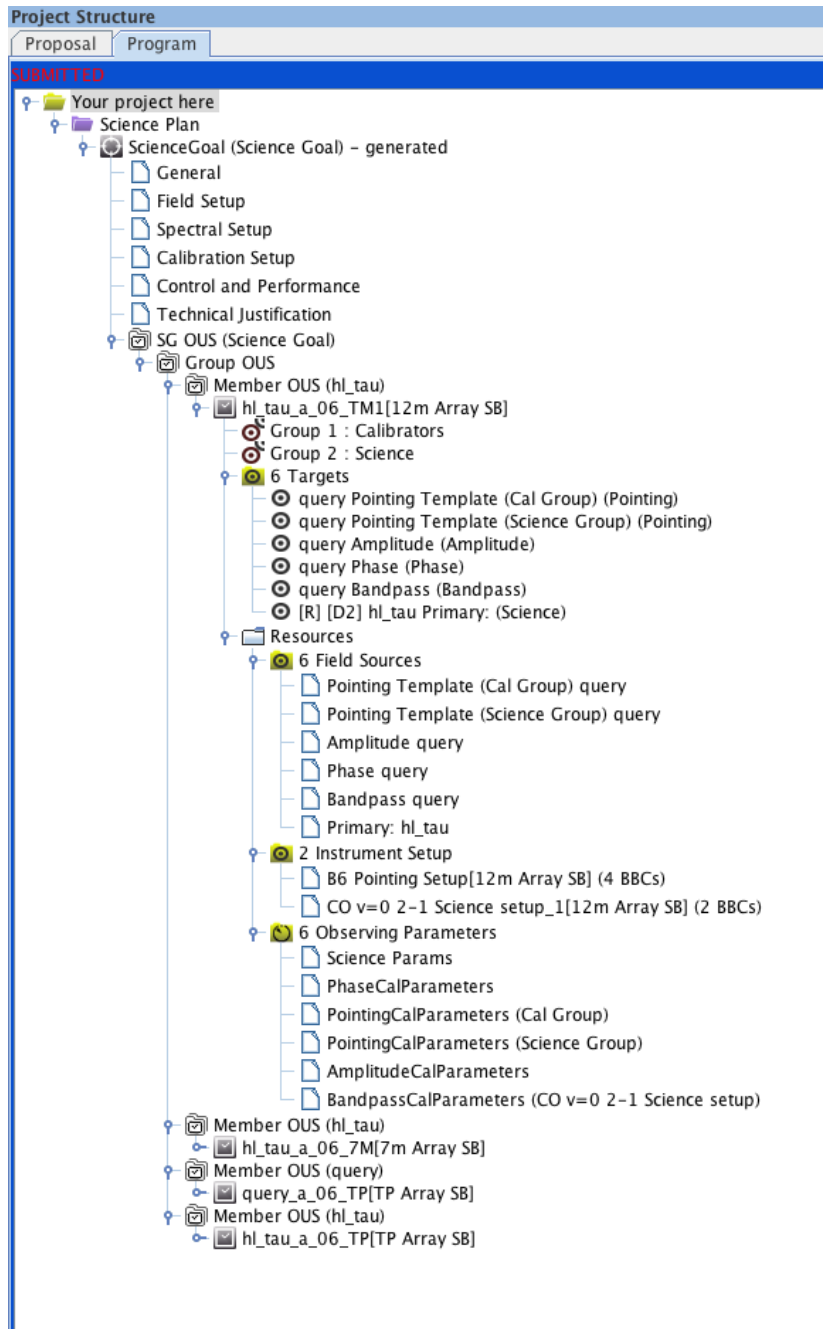 Project Structure
Proposal Program
SUBMITTED
Your project here
Science Plan
ScienceGoal (Science Goal) – generated
General
Field Setup
Spectral Setup
Calibration Setup
Control and Performance
Technical Justification
SG OUS (Science Goal)
Group OUS
Member OUS (hl_tau)
hl_tau_a_06_TM1[12m Array SB]
Group 1 : Calibrators
Group 2 : Science
6 Targets
query Pointing Template (Cal Group) (Pointing)
query Pointing Template (Science Group) (Pointing)
query Amplitude (Amplitude)
query Phase (Phase)
query Bandpass (Bandpass)
[R] [D2] hl_tau Primary: (Science)
Resources
6 Field Sources
Pointing Template (Cal Group) query
Pointing Template (Science Group) query
Amplitude query
Phase query
Bandpass query
Primary: hl_tau
2 Instrument Setup
B6 Pointing Setup[12m Array SB] (4 BBCs)
CO v=0 2-1 Science setup_1[12m Array SB] (2 BBCs)
6 Observing Parameters
Science Params
PhaseCalParameters
PointingCalParameters (Cal Group)
PointingCalParameters (Science Group)
AmplitudeCalParameters
BandpassCalParameters (CO v=0 2-1 Science setup)
Member OUS (hl_tau)
hl_tau_a_06_7M[7m Array SB]
Member OUS (query)
query_a_06_TP[TP Array SB]
Member OUS (hl_tau)
hl_tau_a_06_TP[TP Array SB]